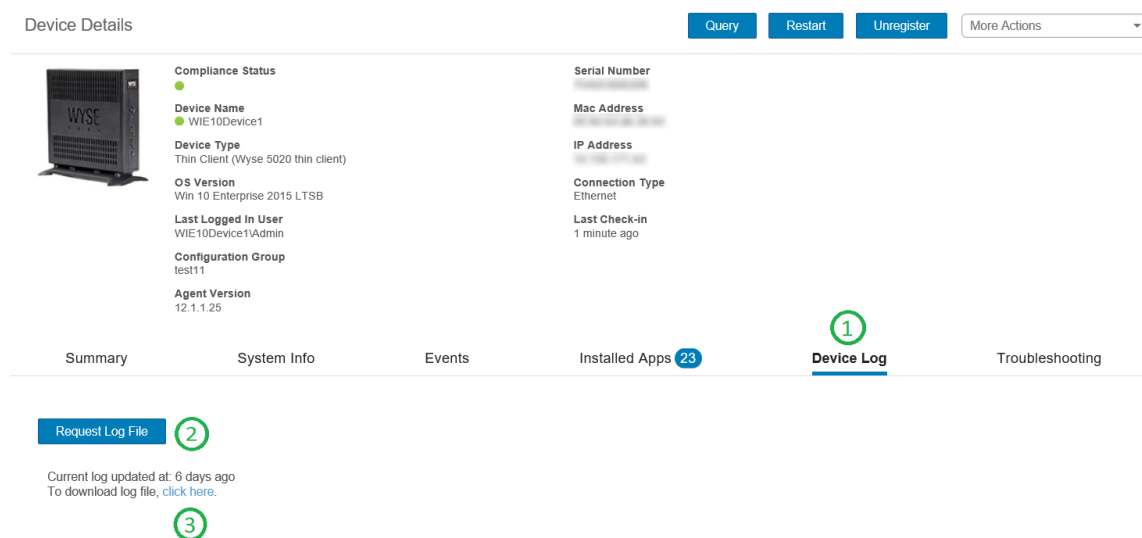 Device Details
Query
Restart
Unregister
More Actions
WYSE
Compliance Status
Device Name
WIE10Device1
Device Type
Thin Client (Wyse 5020 thin client)
OS Version
Win 10 Enterprise 2015 LTSB
Last Logged In User
WIE10Device1\Admin
Configuration Group
test11
Agent Version
12.1.1.25
Serial Number
Mac Address
IP Address
Connection Type
Ethernet
Last Check-in
1 minute ago
1
Summary
System Info
Events
Installed Apps 23
Device Log
Troubleshooting
Request Log File
2
Current log updated at: 6 days ago
To download log file, click here.
3